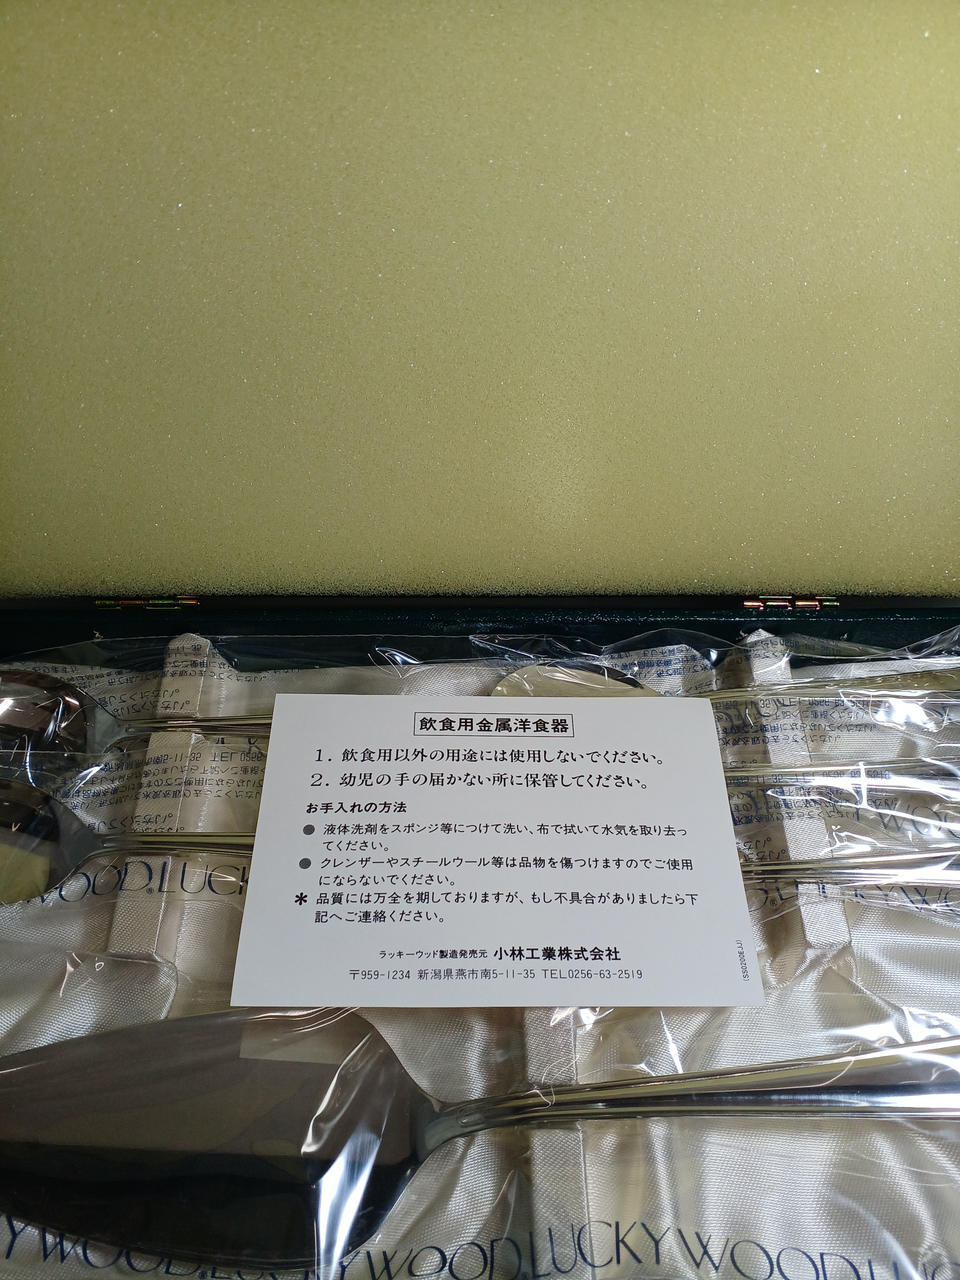 飲食用金属洋食器
1. 飲食用以外の用途には使用しないでください。
2. 幼児の手の届かない所に保管してください。
お手入れの方法
● 液体洗剤をスポンジ等につけて洗い、布で拭いて水気を取り去っ
てください。
● クレンザーやスチールウール等は品物を傷つけますのでご使用
にならないでください。
＊ 品質には万全を期しておりますが、もし不具合がありましたら下
記へご連絡ください。
ラッキーウッド製造発売元 小林工業株式会社
〒959-1234 新潟県燕市南5-11-35 TEL0256-63-2519
(SS0200EJJ)
WOOD® LUCK
LUCKY WO
Y WOOD LUCKY WOOD LUCKY WOOD LUC